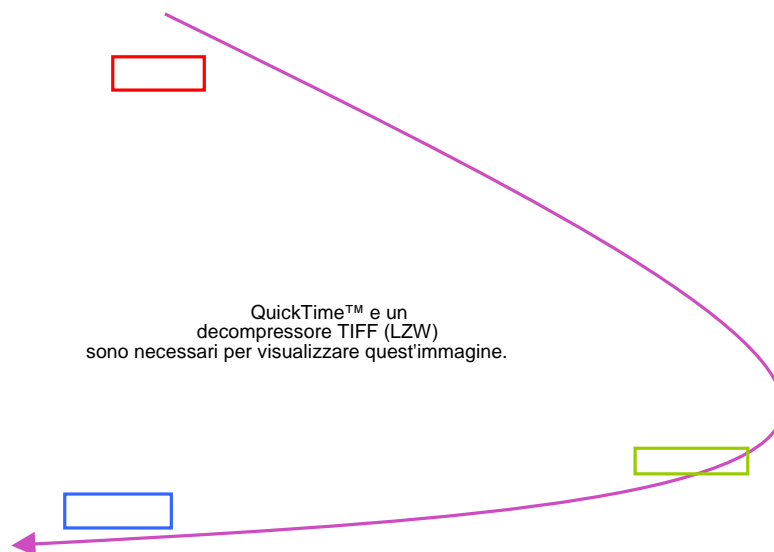 QuickTime™ e un
decompressore TIFF (LZW)
sono necessari per visualizzare quest'immagine.